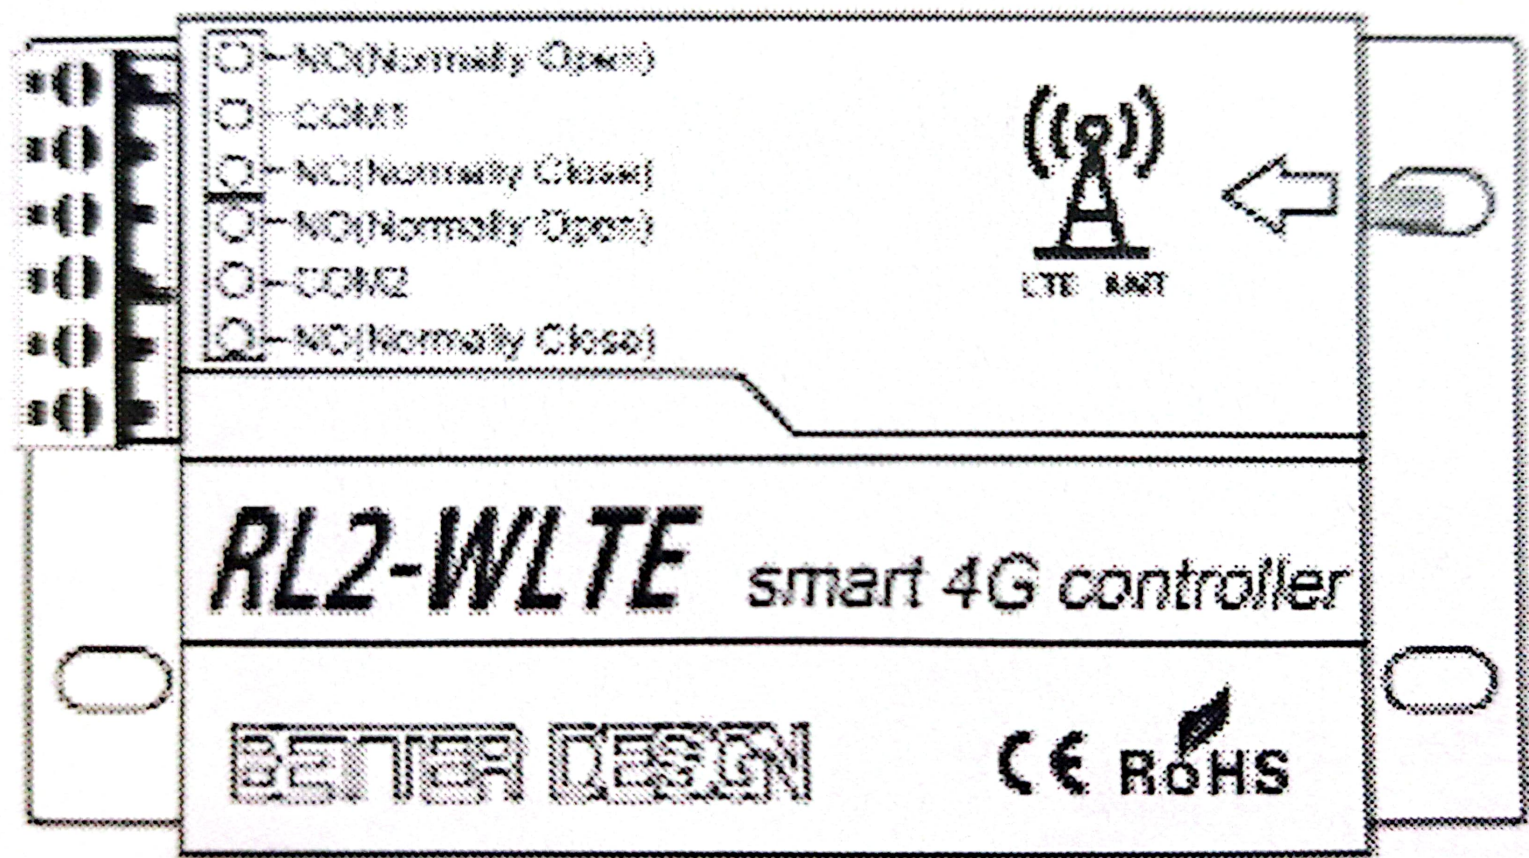 NO(Normally Open)
COM1
NC(Normally Close)
NO(Normally Open)
COM2
NC(Normally Close)
LTE ANT
RL2-WLTE smart 4G controller
BETTER DESIGN
CE RoHS